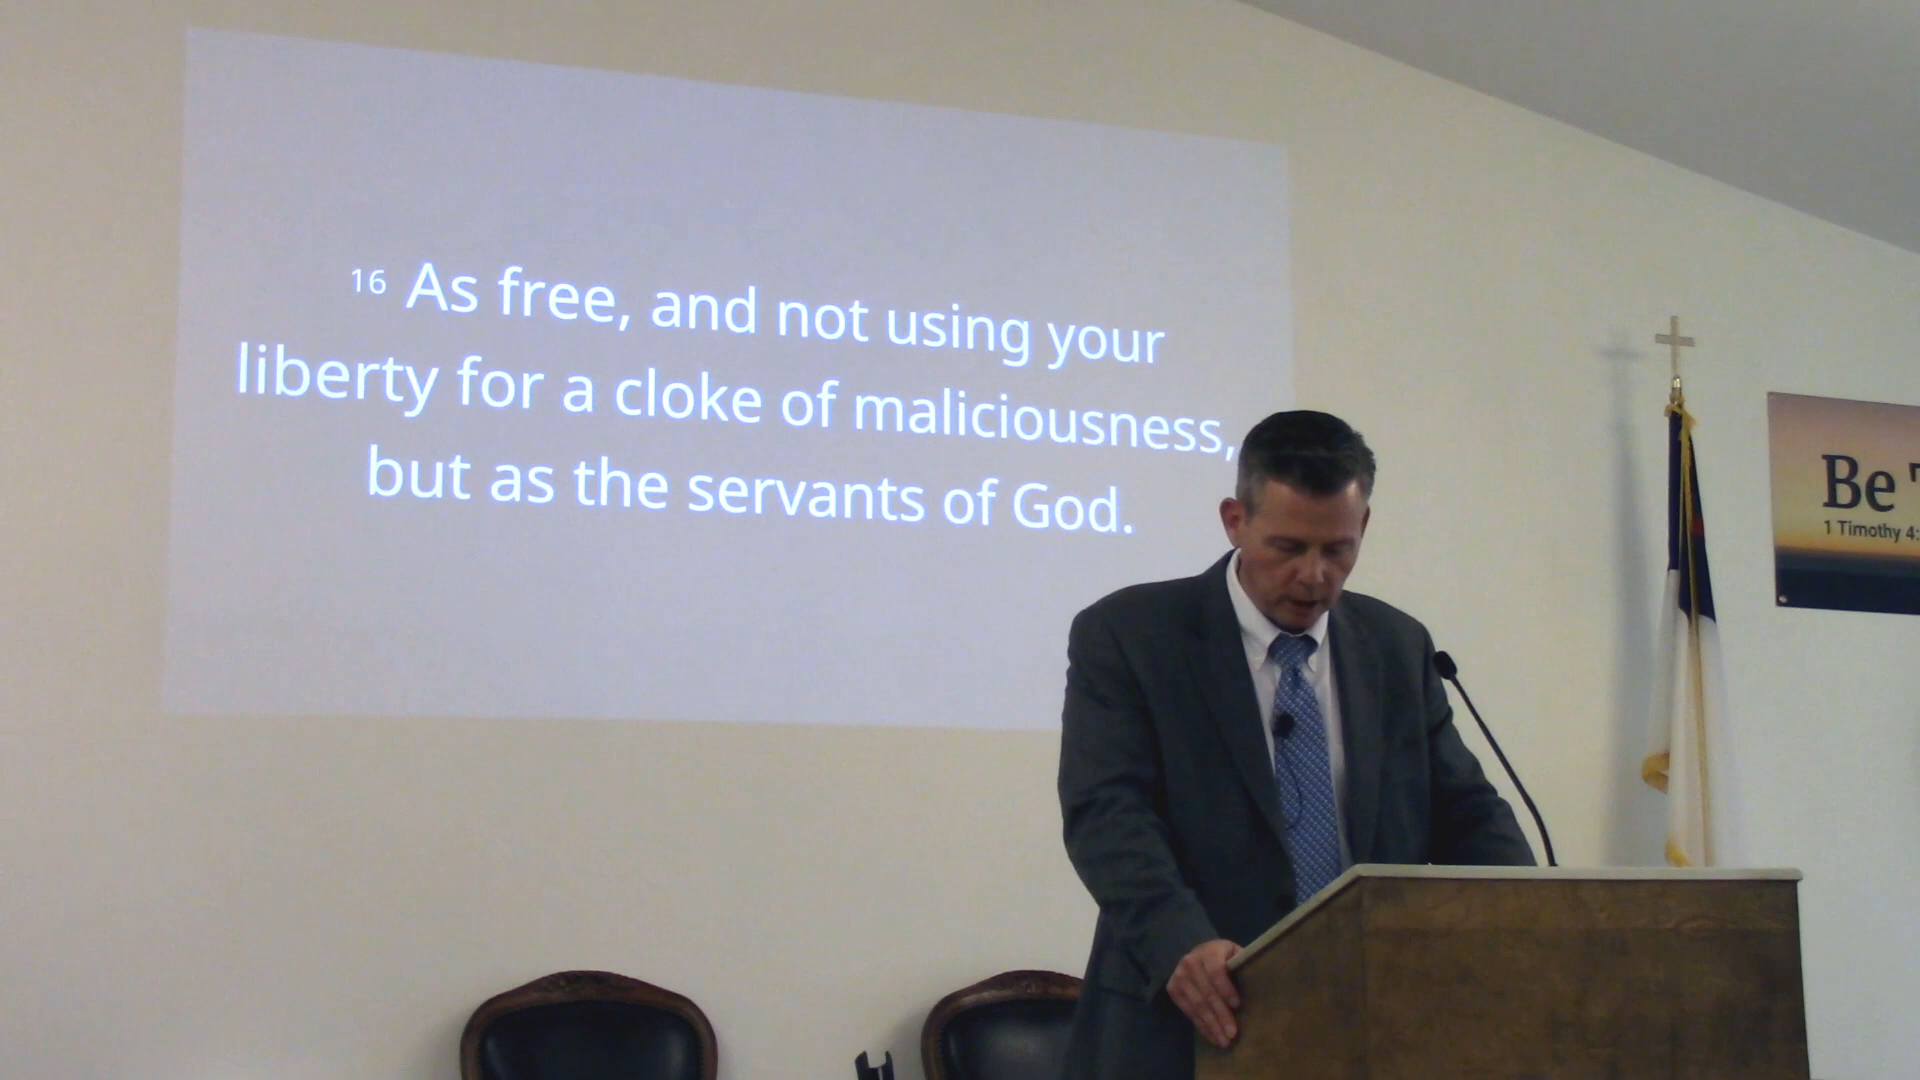 16 As free, and not using your
liberty for a cloke of maliciousness,
but as the servants of God.
Be
1 Timothy 4: